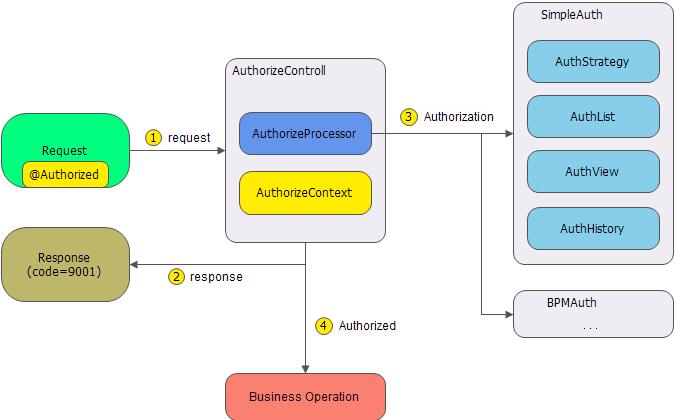 SimpleAuth
AuthStrategy
AuthList
AuthView
AuthHistory
AuthorizeControll
AuthorizeProcessor
AuthorizeContext
3 Authorization
1 request
Request
@Authorized
Response
(code=9001)
2 response
BPMAuth
. . .
4 Authorized
Business Operation